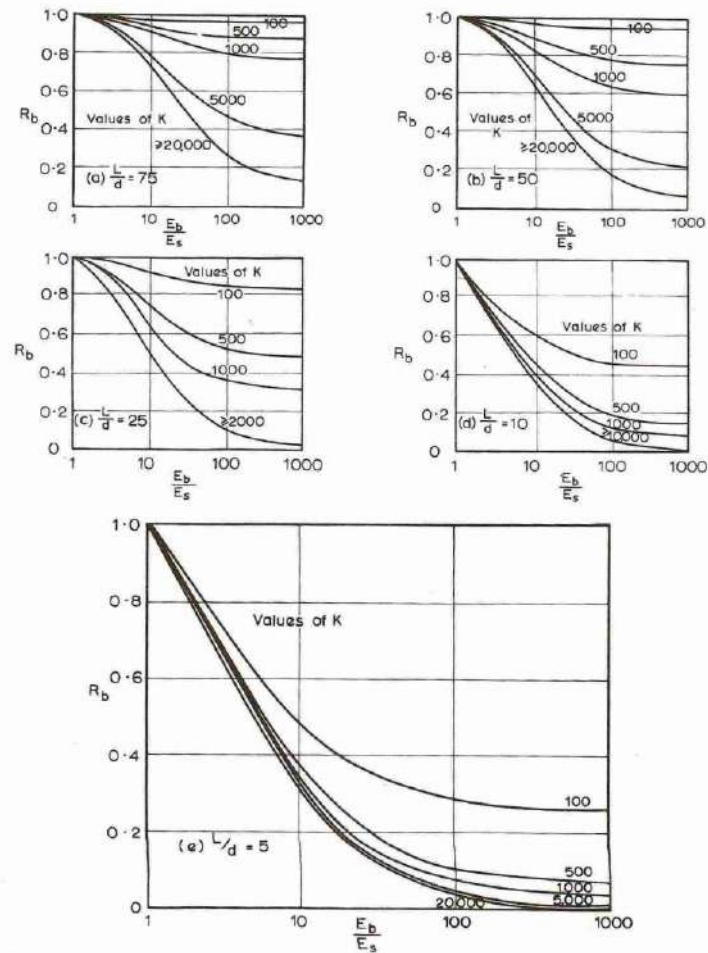 1·0
0·8
0·6
R_b
0·4
0·2
0
100
500
1000
5000
Values of K
≥20,000
(a) L/d = 75
1 10 100 1000
E_b/E_s
1·0
0·8
0·6
R_b
0·4
0·2
0
100
500
1000
5000
Values of
K
≥20,000
(b) L/d = 50
1 10 100 1000
E_b/E_s
1·0
0·8
0·6
R_b
0·4
0·2
0
Values of K
100
500
1000
≥2000
(c) L/d = 25
1 10 100 1000
E_b/E_s
1·0
0·8
0·6
R_b
0·4
0·2
0
Values of K
100
500
1000
≥10000
(d) L/d = 10
1 10 100 1000
E_b/E_s
1·0
0·8
0·6
R_b
0·4
0·2
0
Values of K
100
500
1000
5,000
20,000
(e) L/d = 5
1 10 100 1000
E_b/E_s